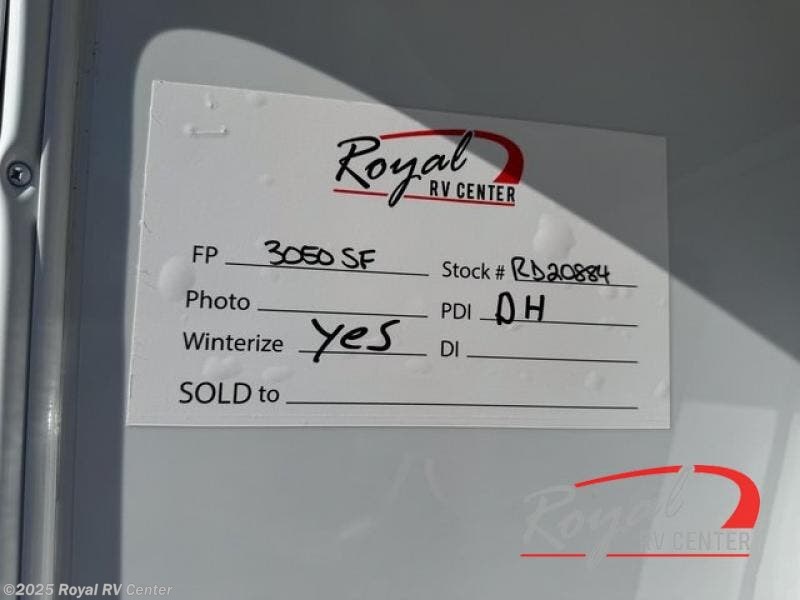 Royal
RV CENTER
FP 3050 SF Stock # RD20884
Photo PDI DH
Winterize yes DI
SOLD to
Royal
RV CENTER
©2025 Royal RV Center